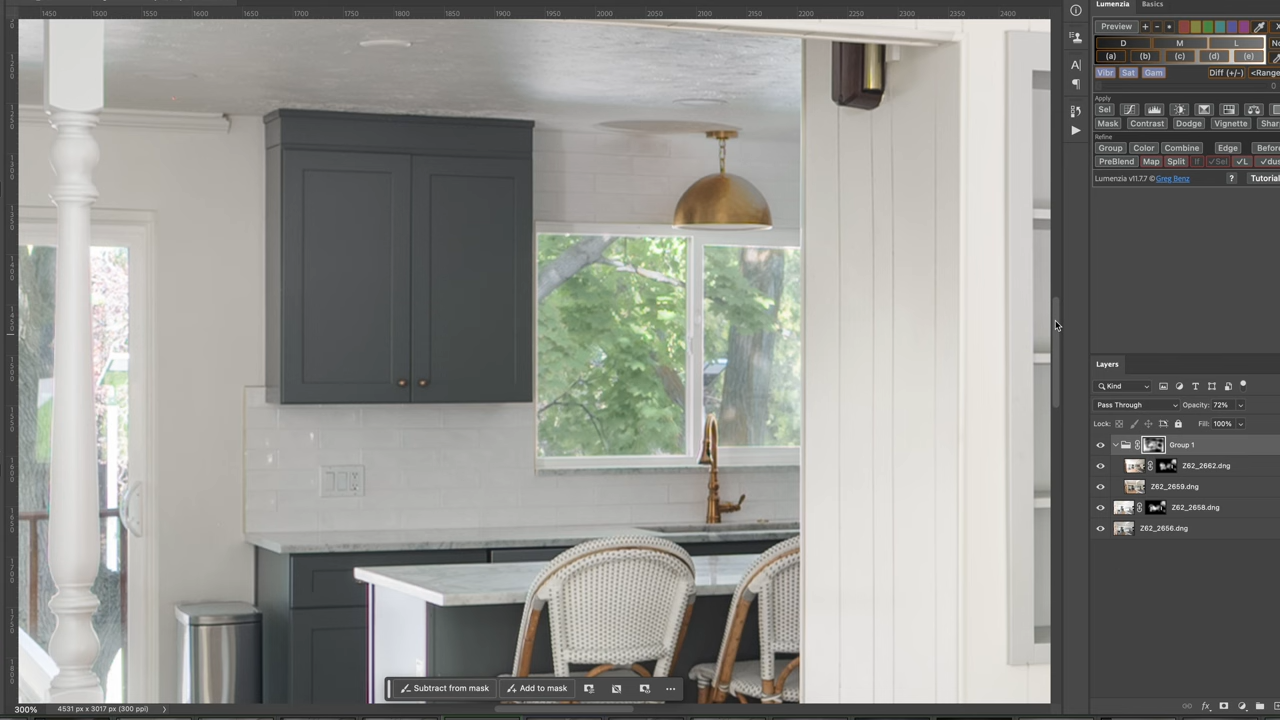 1450 1500 1550 1600 1650 1700 1750 1800 1850 1900 1950 2000 2050 2100 2150 2200 2250 2300 2350 2400
Lumenzia Basics
Preview + -
D M L
(a) (b) (c) (d) (e)
Vibr Sat Gam Diff (+/-) <Range
0
Apply
Sel
Mask Contrast Dodge Vignette
Refine
Group Color Combine Edge
PreBlend Map Split If ✓Sel ✓L
Lumenzia v11.7.7 © Greg Benz ? Tutorial
Layers
Kind
Pass Through Opacity: 72%
Lock: Fill: 100%
Group 1
Z62_2662.dng
Z62_2659.dng
Z62_2658.dng
Z62_2656.dng
Subtract from mask Add to mask
300% 4531 px x 3017 px (300 ppi)